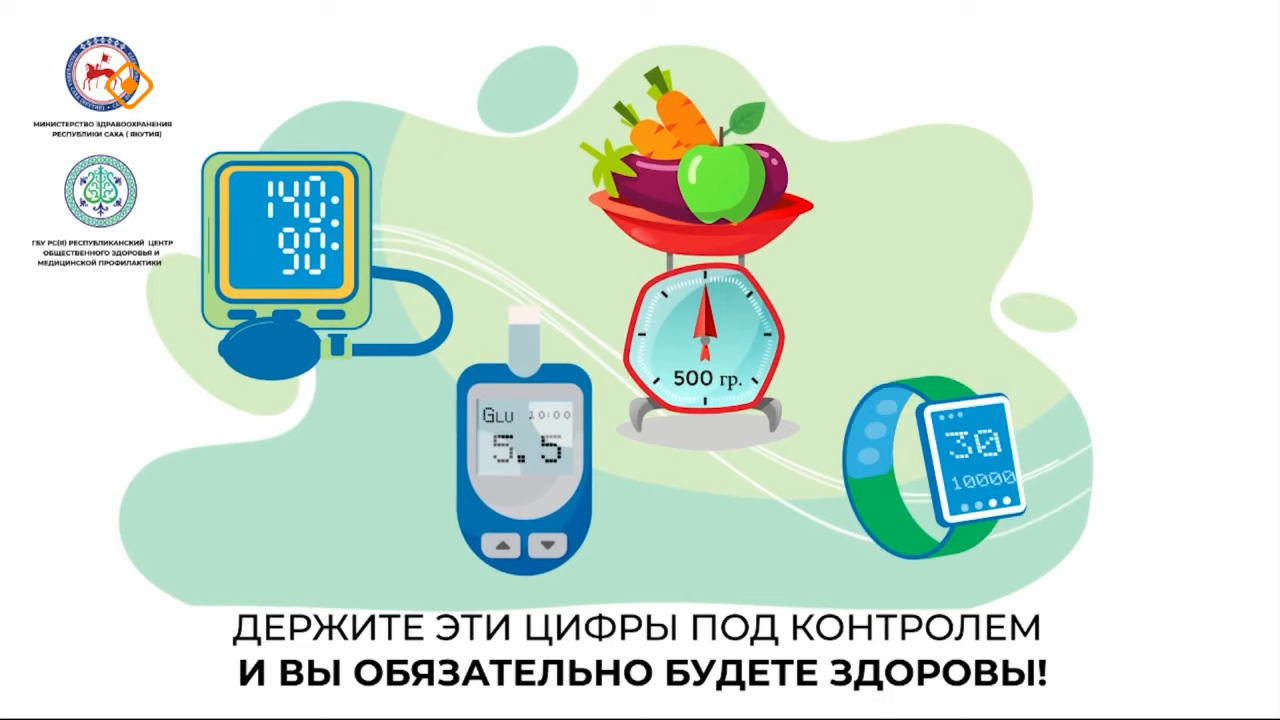 МИНИСТЕРСТВО ЗДРАВООХРАНЕНИЯ
РЕСПУБЛИКИ САХА ( ЯКУТИЯ)
ГБУ РС(Я) РЕСПУБЛИКАНСКИЙ ЦЕНТР
ОБЩЕСТВЕННОГО ЗДОРОВЬЯ И
МЕДИЦИНСКОЙ ПРОФИЛАКТИКИ
140
90
GLU 10:00
5.5
500 гр.
30
10000
ДЕРЖИТЕ ЭТИ ЦИФРЫ ПОД КОНТРОЛЕМ
И ВЫ ОБЯЗАТЕЛЬНО БУДЕТЕ ЗДОРОВЫ!